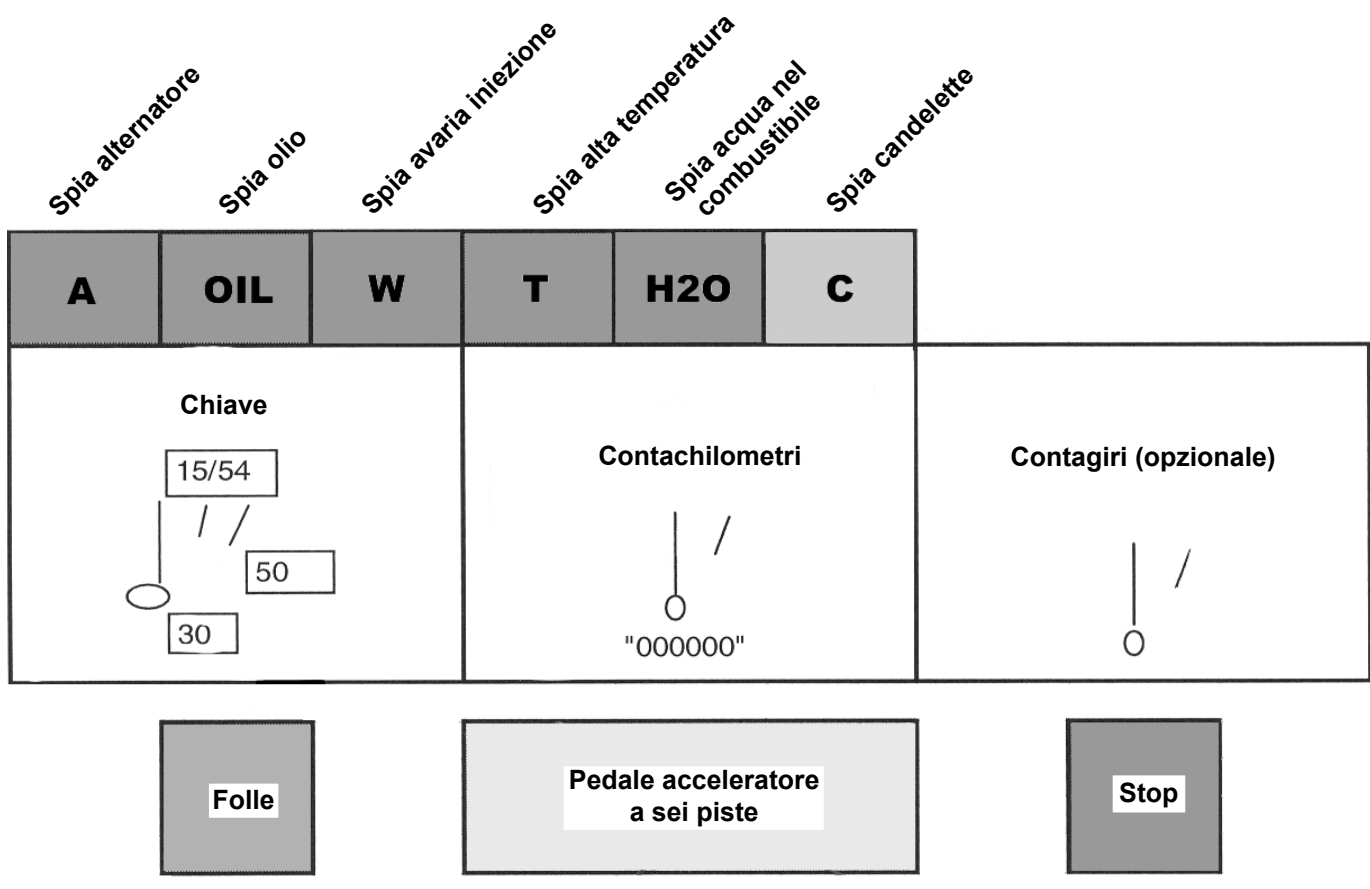 Spia alternatore
Spia olio
Spia avaria iniezione
Spia alta temperatura
Spia acqua nel
combustibile
Spia candelette
A
OIL
W
T
H2O
C
Chiave
15/54
50
30
Contachilometri
"000000"
Contagiri (opzionale)
Folle
Pedale acceleratore
a sei piste
Stop